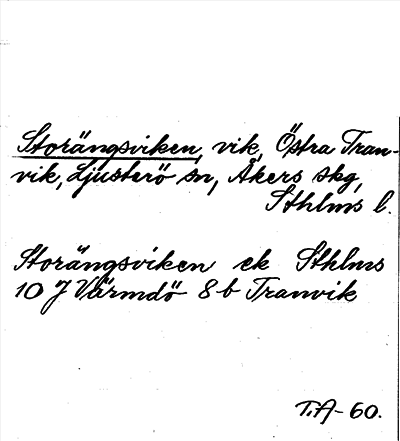 Storängsviken, vik, Östra Tran-
vik, Ljusterö sn, Åkers skg,
Sthlms l.
Storängsviken ek Sthlms
10 J Värmdö 8 b Tranvik
T.A-60.